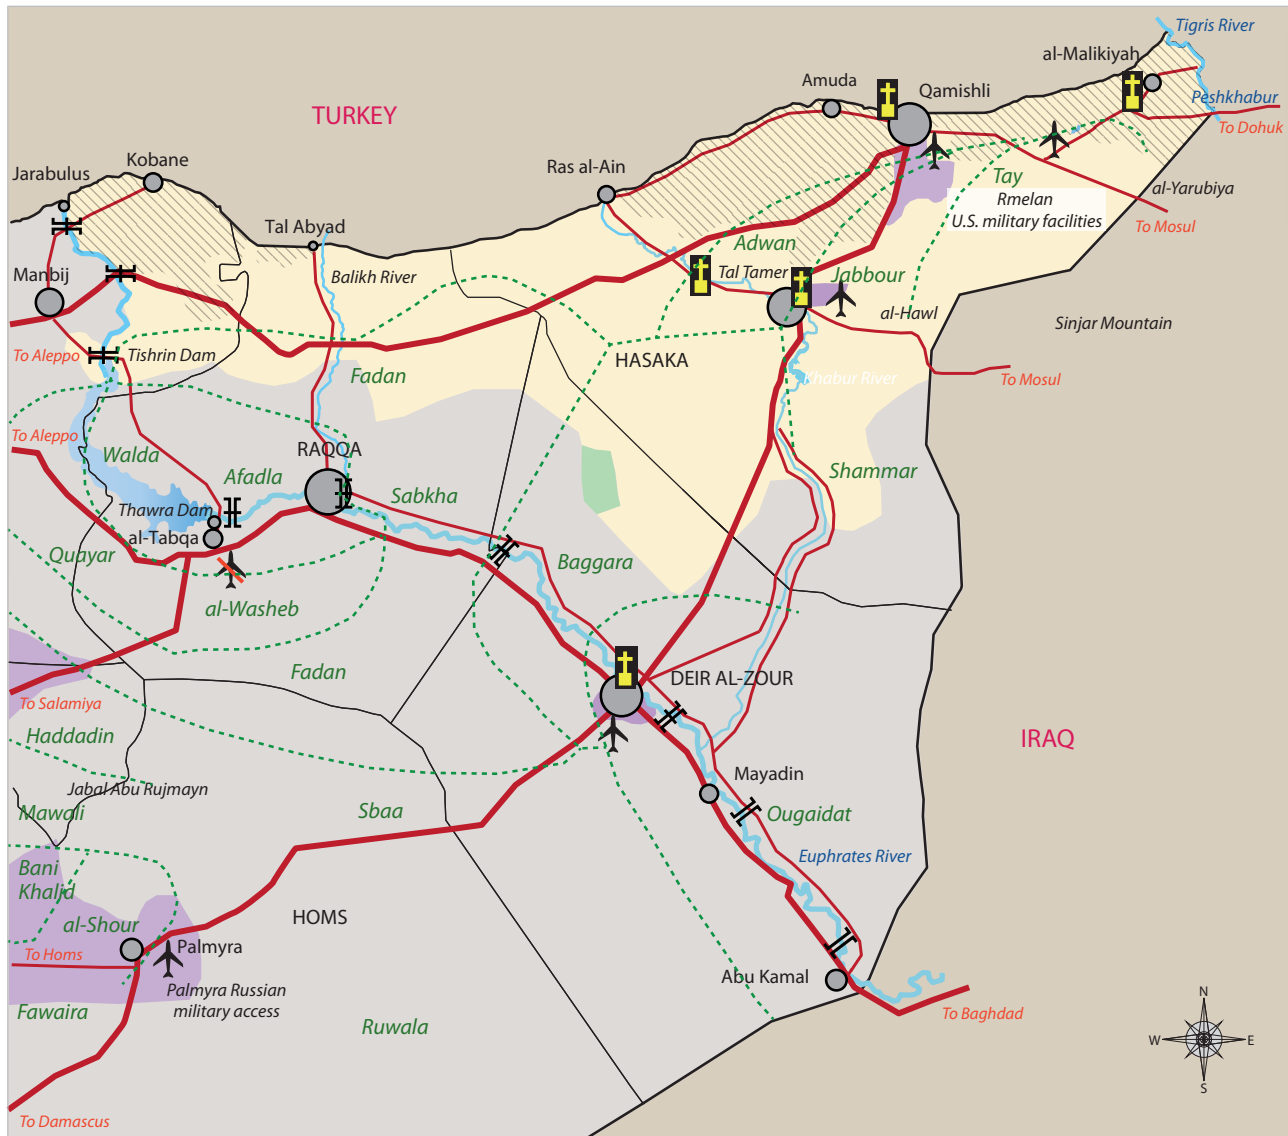 Tigris River
al-Malikiyah
Amuda
Qamishli
Peshkhabur
To Dohuk
TURKEY
Kobane
Jarabulus
Ras al-Ain
Tay
al-Yarubiya
Rmelan
U.S. military facilities
To Mosul
Tal Abyad
Adwan
Manbij
Balikh River
Tal Tamer
Jabbour
al-Hawl
Sinjar Mountain
To Aleppo
Tishrin Dam
HASAKA
Fadan
Khabur River
To Mosul
To Aleppo
Walda
RAQQA
Afadla
Sabkha
Shammar
Thawra Dam
al-Tabqa
Quayar
Baggara
al-Washeb
Fadan
DEIR AL-ZOUR
To Salamiya
Haddadin
IRAQ
Mayadin
Jabal Abu Rujmayn
Mawali
Sbaa
Ougaidat
Euphrates River
Bani
Khalid
al-Shour
HOMS
Palmyra
To Homs
Abu Kamal
Palmyra Russian
military access
Fawaira
Ruwala
To Baghdad
To Damascus
N
W
E
S